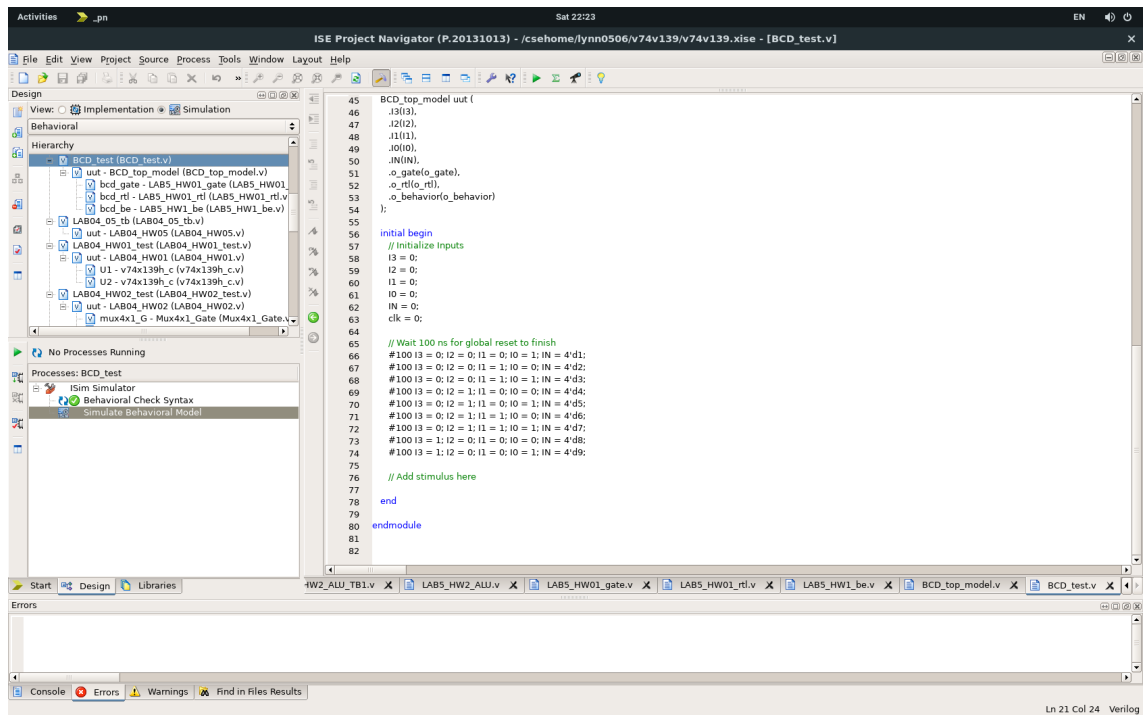 Activities
_pn
Sat 22:23
EN
ISE Project Navigator (P.20131013) - /csehome/lynn0506/v74v139/v74v139.xise - [BCD_test.v]
File Edit View Project Source Process Tools Window Layout Help
Design
View: Implementation Simulation
Behavioral
Hierarchy
BCD_test (BCD_test.v)
uut - BCD_top_model (BCD_top_model.v)
bcd_gate - LAB5_HW01_gate (LAB5_HW01_
bcd_rtl - LAB5_HW01_rtl (LAB5_HW01_rtl.v
bcd_be - LAB5_HW1_be (LAB5_HW1_be.v)
LAB04_05_tb (LAB04_05_tb.v)
uut - LAB04_HW05 (LAB04_HW05.v)
LAB04_HW01_test (LAB04_HW01_test.v)
uut - LAB04_HW01 (LAB04_HW01.v)
U1 - v74x139h_c (v74x139h_c.v)
U2 - v74x139h_c (v74x139h_c.v)
LAB04_HW02_test (LAB04_HW02_test.v)
uut - LAB04_HW02 (LAB04_HW02.v)
mux4x1_G - Mux4x1_Gate (Mux4x1_Gate.v
No Processes Running
Processes: BCD_test
ISim Simulator
Behavioral Check Syntax
Simulate Behavioral Model
Start Design Libraries
45 BCD_top_model uut (
46 .I3(I3),
47 .I2(I2),
48 .I1(I1),
49 .I0(I0),
50 .IN(IN),
51 .o_gate(o_gate),
52 .o_rtl(o_rtl),
53 .o_behavior(o_behavior)
54 );
55
56 initial begin
57 // Initialize Inputs
58 I3 = 0;
59 I2 = 0;
60 I1 = 0;
61 I0 = 0;
62 IN = 0;
63 clk = 0;
64
65 // Wait 100 ns for global reset to finish
66 #100 I3 = 0; I2 = 0; I1 = 0; I0 = 1; IN = 4'd1;
67 #100 I3 = 0; I2 = 0; I1 = 1; I0 = 0; IN = 4'd2;
68 #100 I3 = 0; I2 = 0; I1 = 1; I0 = 1; IN = 4'd3;
69 #100 I3 = 0; I2 = 1; I1 = 0; I0 = 0; IN = 4'd4;
70 #100 I3 = 0; I2 = 1; I1 = 0; I0 = 1; IN = 4'd5;
71 #100 I3 = 0; I2 = 1; I1 = 1; I0 = 0; IN = 4'd6;
72 #100 I3 = 0; I2 = 1; I1 = 1; I0 = 1; IN = 4'd7;
73 #100 I3 = 1; I2 = 0; I1 = 0; I0 = 0; IN = 4'd8;
74 #100 I3 = 1; I2 = 0; I1 = 0; I0 = 1; IN = 4'd9;
75
76 // Add stimulus here
77
78 end
79
80 endmodule
81
82
HW2_ALU_TB1.v LAB5_HW2_ALU.v LAB5_HW01_gate.v LAB5_HW01_rtl.v LAB5_HW1_be.v BCD_top_model.v BCD_test.v
Errors
Console Errors Warnings Find in Files Results
Ln 21 Col 24 Verilog